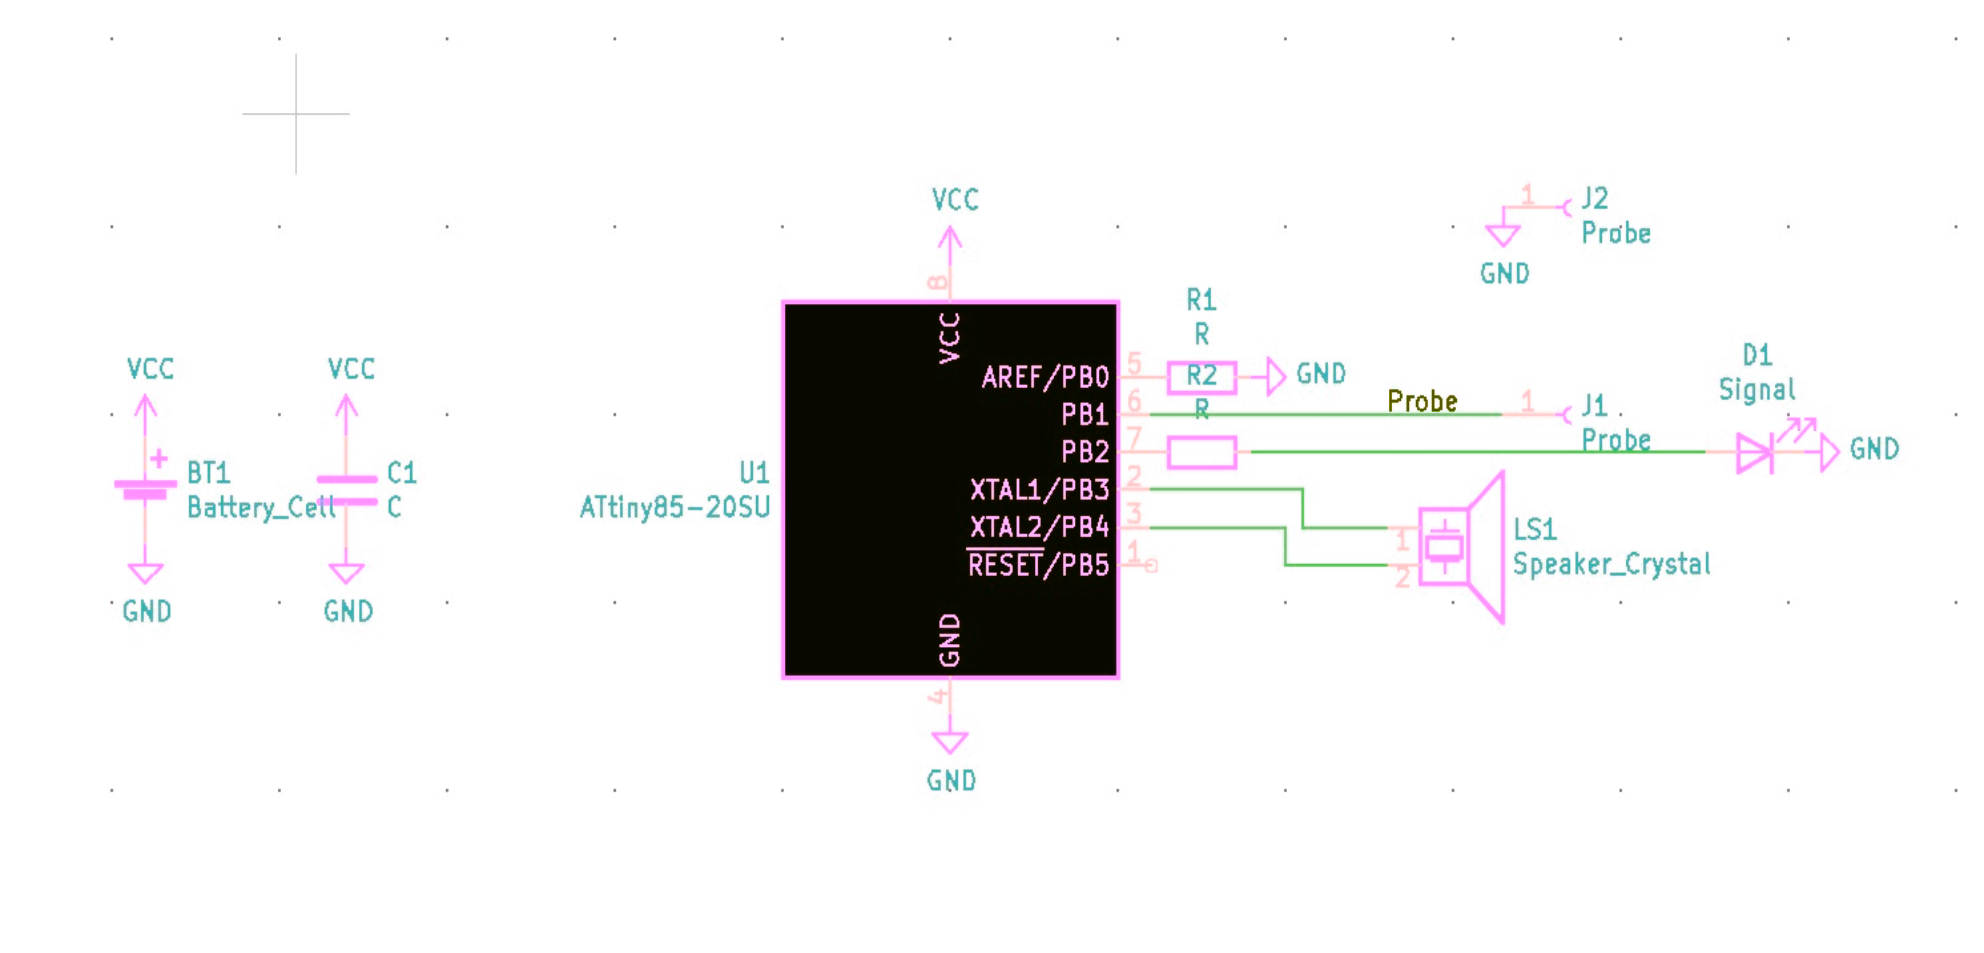 VCC
BT1
Battery_Cell
GND
VCC
C1
C
GND
U1
ATtiny85-20SU
VCC
8
VCC
AREF/PB0
PB1
PB2
XTAL1/PB3
XTAL2/PB4
RESET/PB5
GND
4
GND
5
6
7
2
3
1
R1
R
R2
R
GND
1
J2
Probe
GND
Probe
1
J1
Probe
D1
Signal
GND
1
2
LS1
Speaker_Crystal